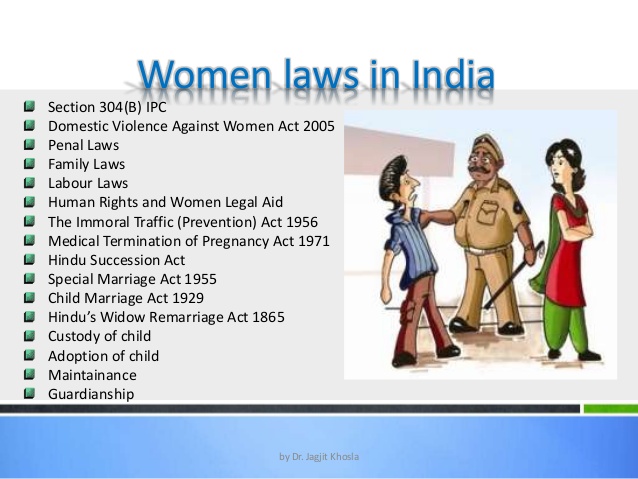 Women laws in India
Section 304(B) IPC
Domestic Violence Against Women Act 2005
Penal Laws
Family Laws
Labour Laws
Human Rights and Women Legal Aid
The Immoral Traffic (Prevention) Act 1956
Medical Termination of Pregnancy Act 1971
Hindu Succession Act
Special Marriage Act 1955
Child Marriage Act 1929
Hindu’s Widow Remarriage Act 1865
Custody of child
Adoption of child
Maintainance
Guardianship
by Dr. Jagjit Khosla